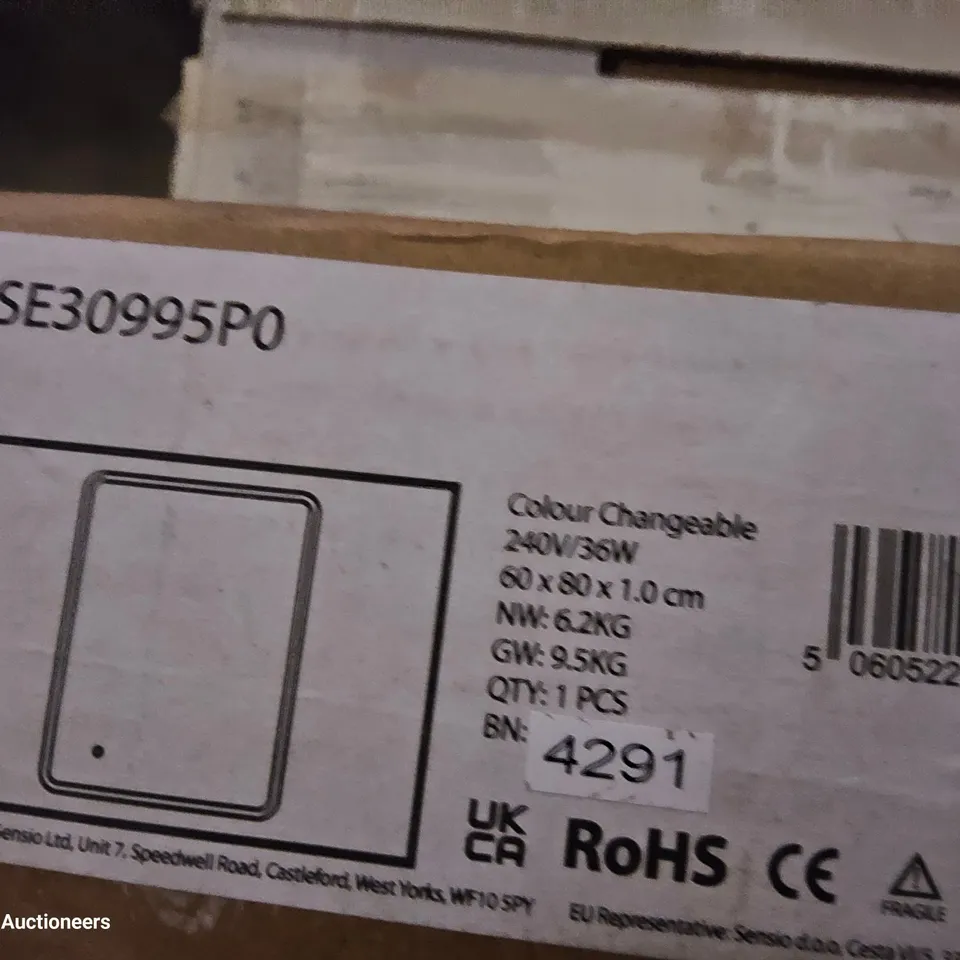 SE30995P0
Colour Changeable
240V/36W
60 x 80 x 1.0 cm
NW: 6.2KG
GW: 9.5KG
QTY: 1 PCS
BN: 4291
5 060522
UK
CA
RoHS CE
FRAGILE
Sensio Ltd, Unit 7, Speedwell Road, Castleford, West Yorks, WF10 5PY
EU Representative: Sensio d.o.o, Cesta
Auctioneers